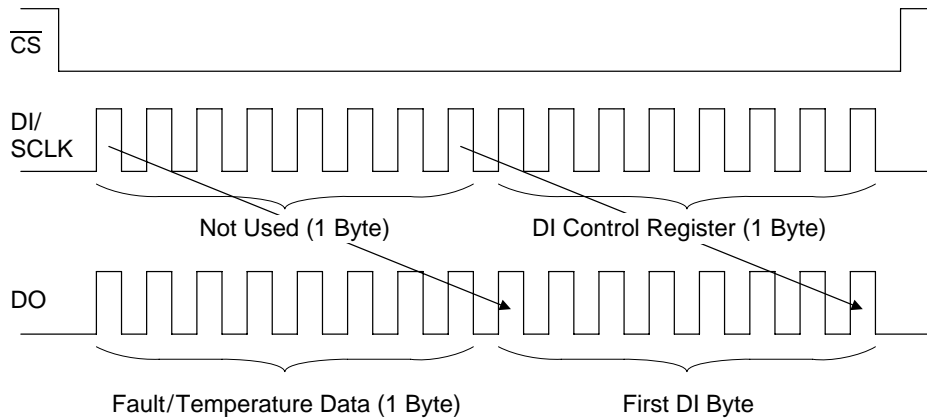 CS
DI/
SCLK
Not Used (1 Byte)
DI Control Register (1 Byte)
DO
Fault/Temperature Data (1 Byte)
First DI Byte